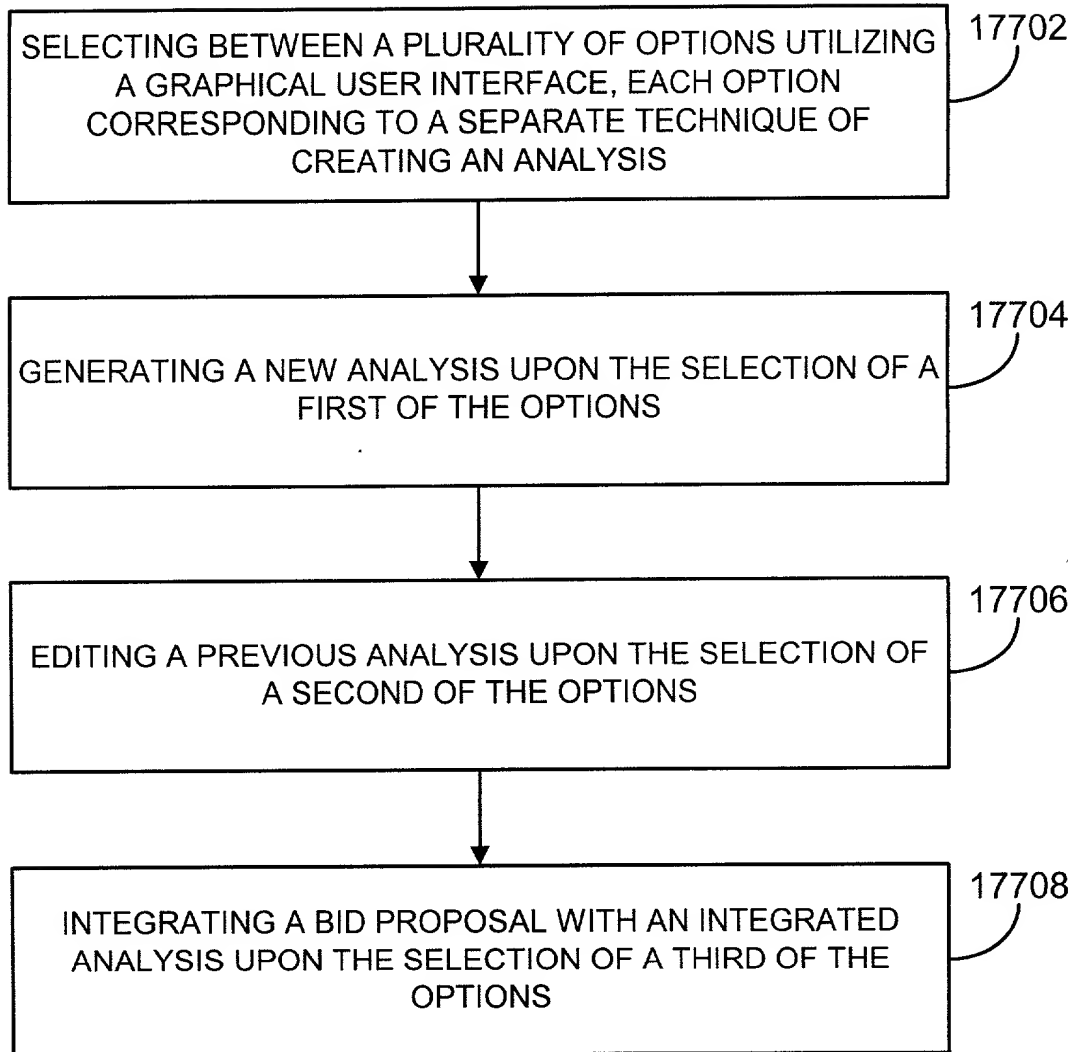 SELECTING BETWEEN A PLURALITY OF OPTIONS UTILIZING
A GRAPHICAL USER INTERFACE, EACH OPTION
CORRESPONDING TO A SEPARATE TECHNIQUE OF
CREATING AN ANALYSIS
17702
GENERATING A NEW ANALYSIS UPON THE SELECTION OF A
FIRST OF THE OPTIONS
17704
EDITING A PREVIOUS ANALYSIS UPON THE SELECTION OF
A SECOND OF THE OPTIONS
17706
INTEGRATING A BID PROPOSAL WITH AN INTEGRATED
ANALYSIS UPON THE SELECTION OF A THIRD OF THE
OPTIONS
17708